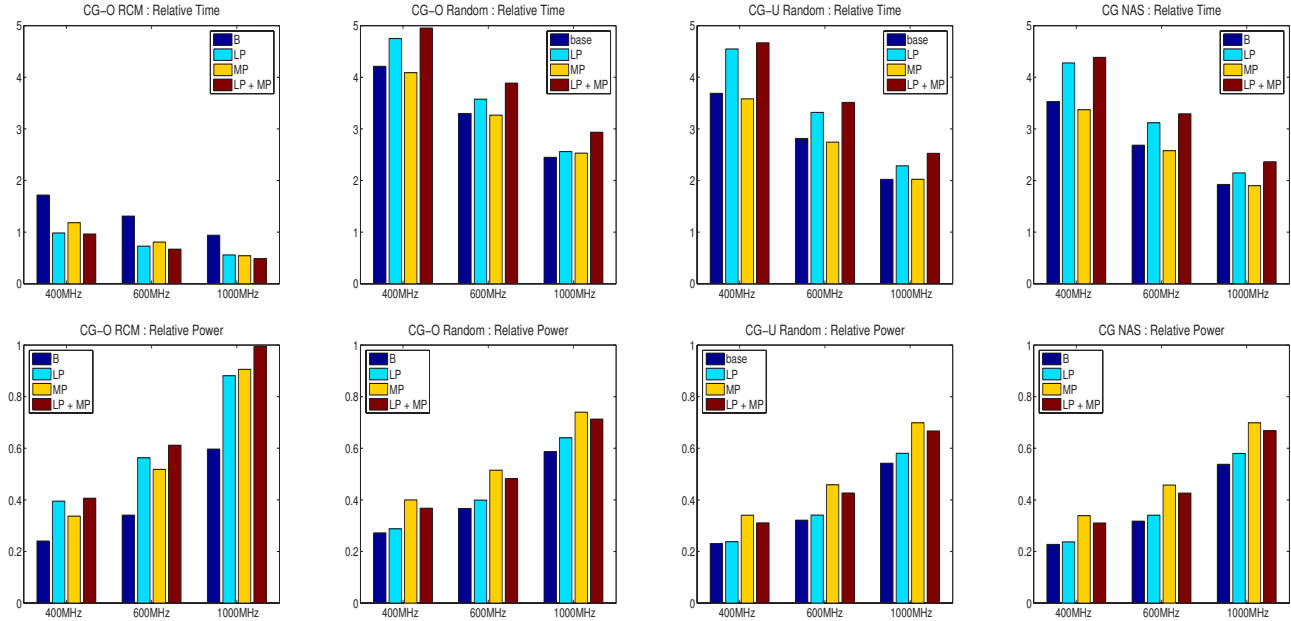 CG-O RCM : Relative Time
5
4
3
2
1
0
400MHz 600MHz 1000MHz
B
LP
MP
LP + MP
CG-O Random : Relative Time
5
4
3
2
1
0
400MHz 600MHz 1000MHz
base
LP
MP
LP + MP
CG-U Random : Relative Time
5
4
3
2
1
0
400MHz 600MHz 1000MHz
base
LP
MP
LP + MP
CG NAS : Relative Time
5
4
3
2
1
0
400MHz 600MHz 1000MHz
B
LP
MP
LP + MP
CG-O RCM : Relative Power
1
0.8
0.6
0.4
0.2
0
400MHz 600MHz 1000MHz
B
LP
MP
LP + MP
CG-O Random : Relative Power
1
0.8
0.6
0.4
0.2
0
400MHz 600MHz 1000MHz
B
LP
MP
LP + MP
CG-U Random : Relative Power
1
0.8
0.6
0.4
0.2
0
400MHz 600MHz 1000MHz
base
LP
MP
LP + MP
CG NAS : Relative Power
1
0.8
0.6
0.4
0.2
0
400MHz 600MHz 1000MHz
B
LP
MP
LP + MP